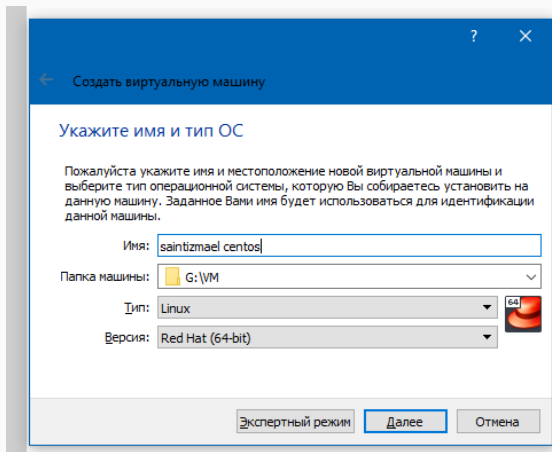 ?
Создать виртуальную машину
Укажите имя и тип ОС
Пожалуйста укажите имя и местоположение новой виртуальной машины и
выберите тип операционной системы, которую Вы собираетесь установить на
данную машину. Заданное Вами имя будет использоваться для идентификации
данной машины.
Имя: saintizmael centos
Папка машины: G:\VM
Тип: Linux
64
Версия: Red Hat (64-bit)
Экспертный режим Далее Отмена